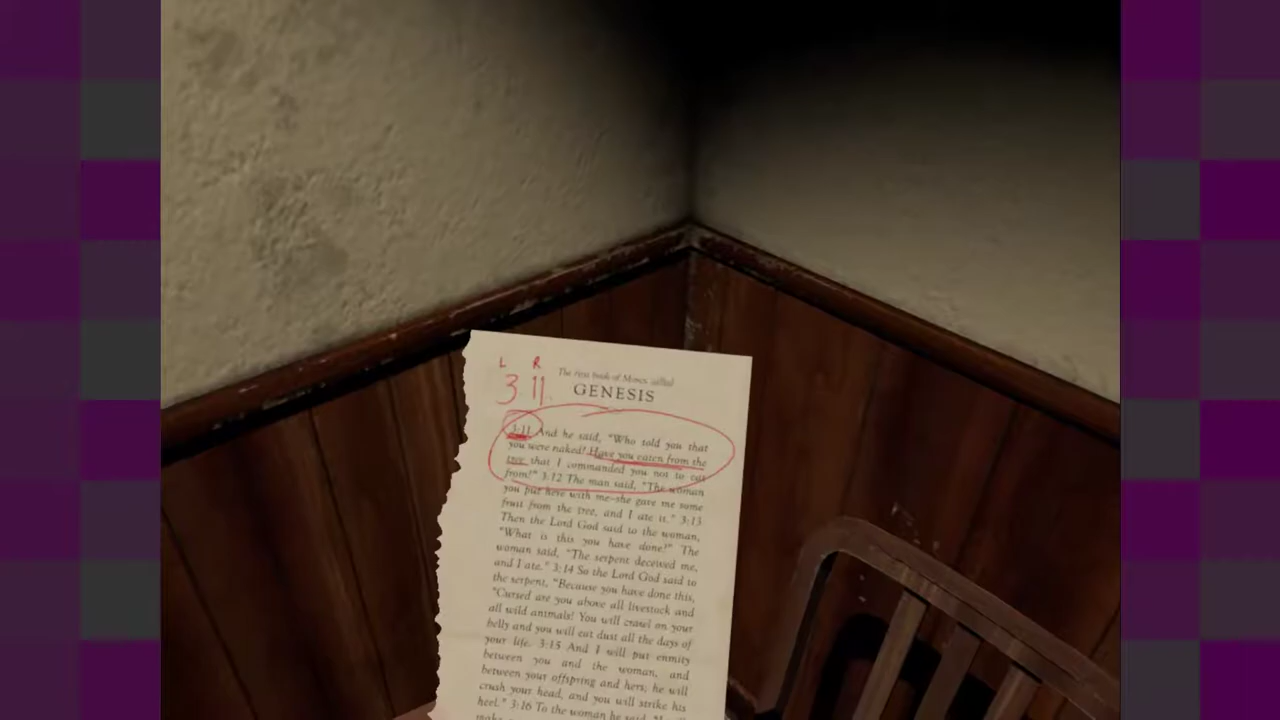 L R
3 11
The first book of Moses, called
GENESIS
3:11 And he said, "Who told you that
you were naked? Have you eaten from the
tree that I commanded you not to eat
from?" 3:12 The man said, "The woman
you put here with me-she gave me some
fruit from the tree, and I ate it." 3:13
Then the Lord God said to the woman,
"What is this you have done?" The
woman said, "The serpent deceived me,
and I ate." 3:14 So the Lord God said to
the serpent, "Because you have done this,
"Cursed are you above all livestock and
all wild animals! You will crawl on your
belly and you will eat dust all the days of
your life. 3:15 And I will put enmity
between you and the woman, and
between your offspring and hers; he will
crush your head, and you will strike his
heel." 3:16 To the woman he said, "I
make